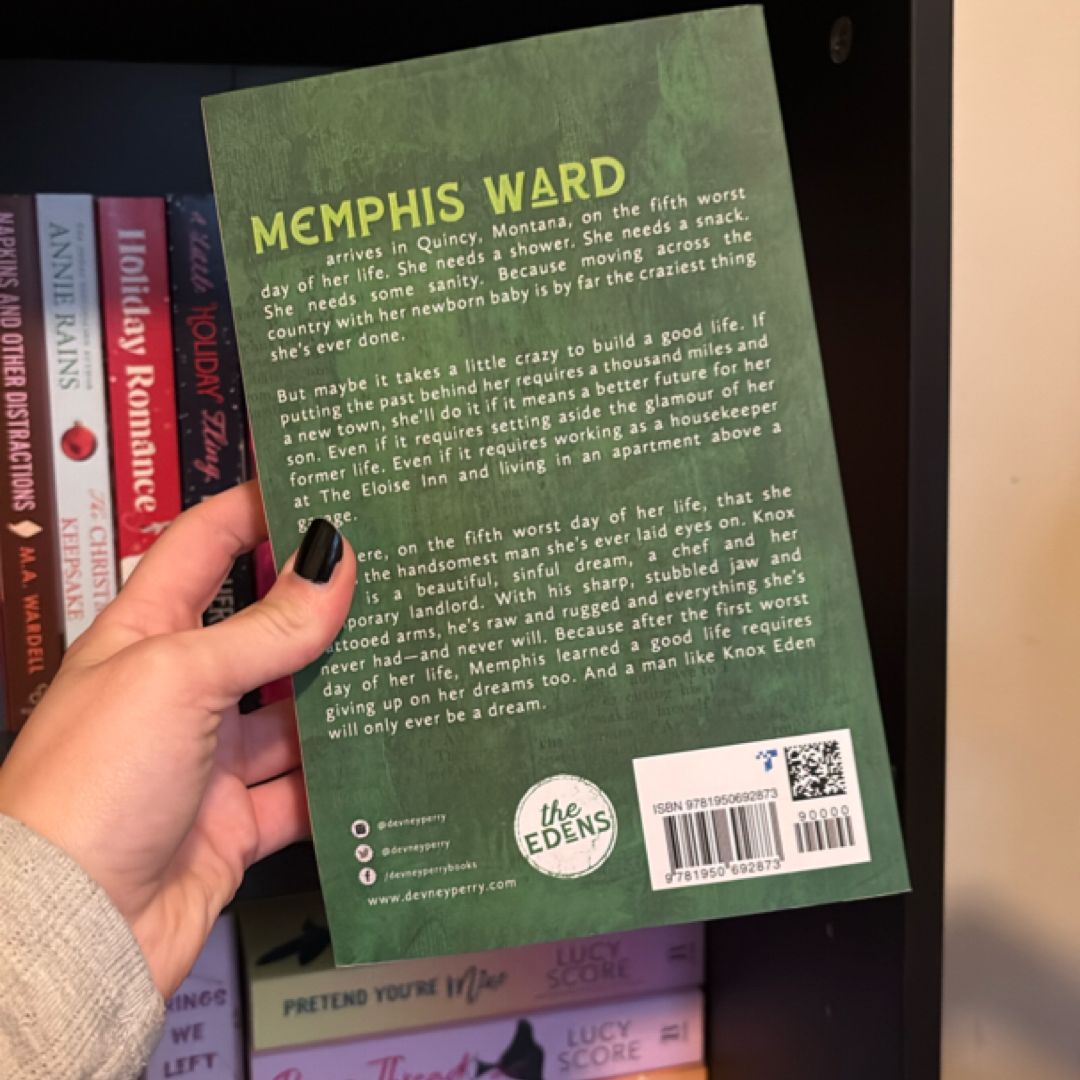 MEMPHIS WARD
arrives in Quincy, Montana, on the fifth worst
day of her life. She needs a shower. She needs a snack.
She needs some sanity. Because moving across the
country with her newborn baby is by far the craziest thing
she's ever done.
But maybe it takes a little crazy to build a good life. If
putting the past behind her requires a thousand miles and
a new town, she'll do it if it means a better future for her
son. Even if it requires setting aside the glamour of her
former life. Even if it requires working as a housekeeper
at The Eloise Inn and living in an apartment above a
garage.
ere, on the fifth worst day of her life, that she
the handsomest man she's ever laid eyes on. Knox
is a beautiful, sinful dream, a chef and her
porary landlord. With his sharp, stubbled jaw and
attooed arms, he's raw and rugged and everything she's
never had—and never will. Because after the first worst
day of her life, Memphis learned a good life requires
giving up on her dreams too. And a man like Knox Eden
will only ever be a dream.
@devneyperry
@devneyperry
/devneyperrybooks
www.devneyperry.com
the
EDENS
ISBN 9781950692873
90000
9781950 692873
NAPKINS AND OTHER DISTRACTIONS
M.A. WARDELL
ANNIE RAINS
The CHRIST
KEEPSAKE
Holiday Romance
a Very HOLIDAY Fling
INGS
WE
LEFT
PRETEND YOU'RE Mine
LUCY
SCORE
Thread
LUCY
SCORE